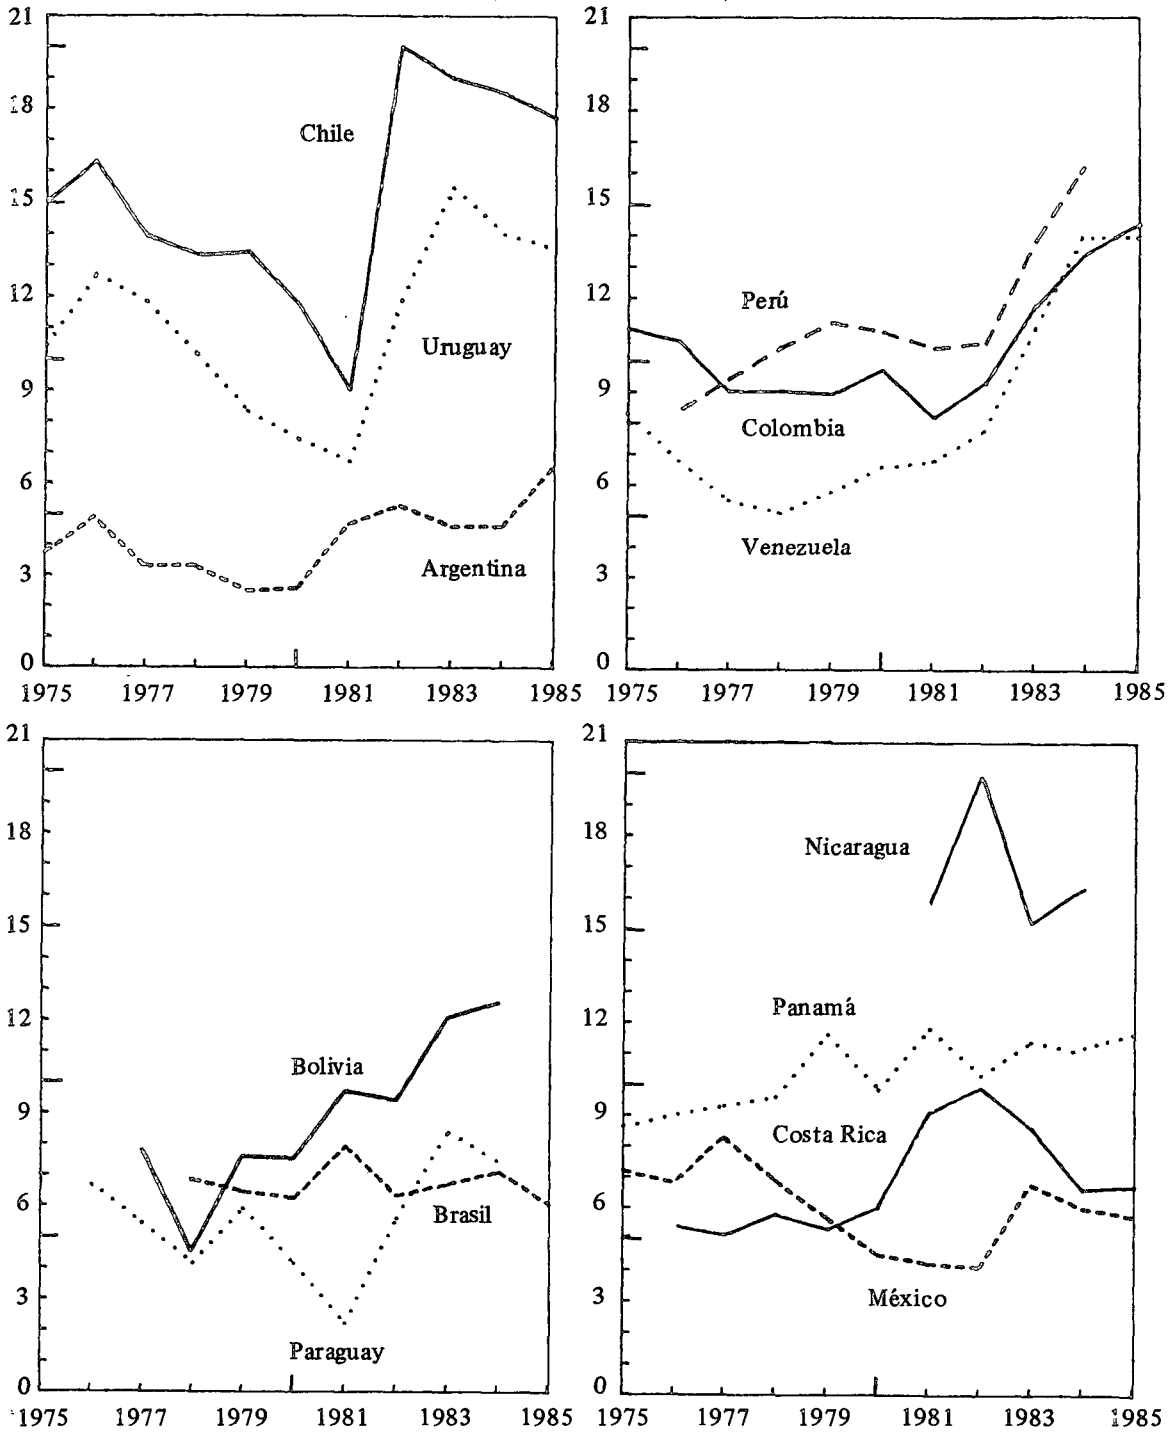 21
18
15
12
9
6
3
0
Chile
Uruguay
Argentina
1975 1977 1979 1981 1983 1985
21
18
15
12
9
6
3
0
Perú
Colombia
Venezuela
1975 1977 1979 1981 1983 1985
21
18
15
12
9
6
3
0
Bolivia
Brasil
Paraguay
1975 1977 1979 1981 1983 1985
21
18
15
12
9
6
3
0
Nicaragua
Panamá
Costa Rica
México
1975 1977 1979 1981 1983 1985